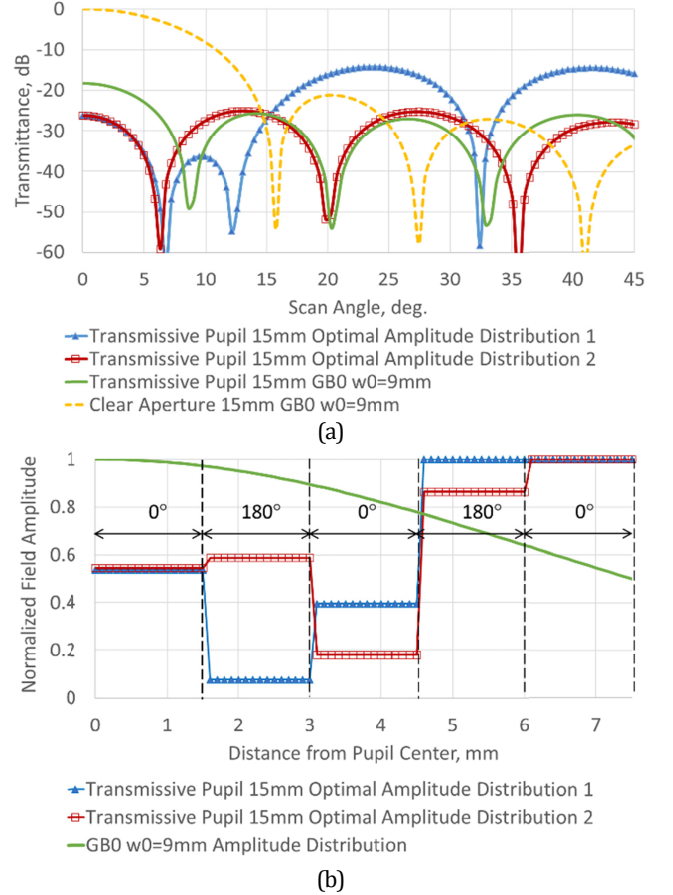 0
-10
-20
-30
-40
-50
-60
Transmittance, dB
0 5 10 15 20 25 30 35 40 45
Scan Angle, deg.
Transmissive Pupil 15mm Optimal Amplitude Distribution 1
Transmissive Pupil 15mm Optimal Amplitude Distribution 2
Transmissive Pupil 15mm GB0 w0=9mm
Clear Aperture 15mm GB0 w0=9mm
(a)
1
0.8
0.6
0.4
0.2
0
Normalized Field Amplitude
0° 180° 0° 180° 0°
0 1 2 3 4 5 6 7
Distance from Pupil Center, mm
Transmissive Pupil 15mm Optimal Amplitude Distribution 1
Transmissive Pupil 15mm Optimal Amplitude Distribution 2
GB0 w0=9mm Amplitude Distribution
(b)